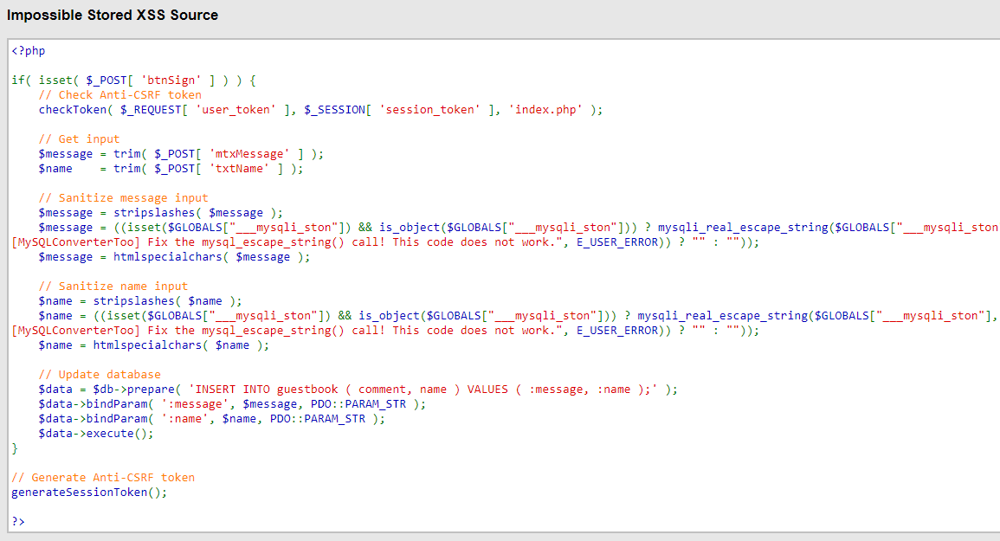 Impossible Stored XSS Source
<?php
if( isset( $_POST[ 'btnSign' ] ) ) {
// Check Anti-CSRF token
checkToken( $_REQUEST[ 'user_token' ], $_SESSION[ 'session_token' ], 'index.php' );
// Get input
$message = trim( $_POST[ 'mtxMessage' ] );
$name    = trim( $_POST[ 'txtName' ] );
// Sanitize message input
$message = stripslashes( $message );
$message = ((isset($GLOBALS["___mysqli_ston"]) && is_object($GLOBALS["___mysqli_ston"])) ? mysqli_real_escape_string($GLOBALS["___mysqli_ston
[MySQLConverterToo] Fix the mysql_escape_string() call! This code does not work.", E_USER_ERROR)) ? "" : ""));
$message = htmlspecialchars( $message );
// Sanitize name input
$name = stripslashes( $name );
$name = ((isset($GLOBALS["___mysqli_ston"]) && is_object($GLOBALS["___mysqli_ston"])) ? mysqli_real_escape_string($GLOBALS["___mysqli_ston"],
[MySQLConverterToo] Fix the mysql_escape_string() call! This code does not work.", E_USER_ERROR)) ? "" : ""));
$name = htmlspecialchars( $name );
// Update database
$data = $db->prepare( 'INSERT INTO guestbook ( comment, name ) VALUES ( :message, :name );' );
$data->bindParam( ':message', $message, PDO::PARAM_STR );
$data->bindParam( ':name', $name, PDO::PARAM_STR );
$data->execute();
}
// Generate Anti-CSRF token
generateSessionToken();
?>